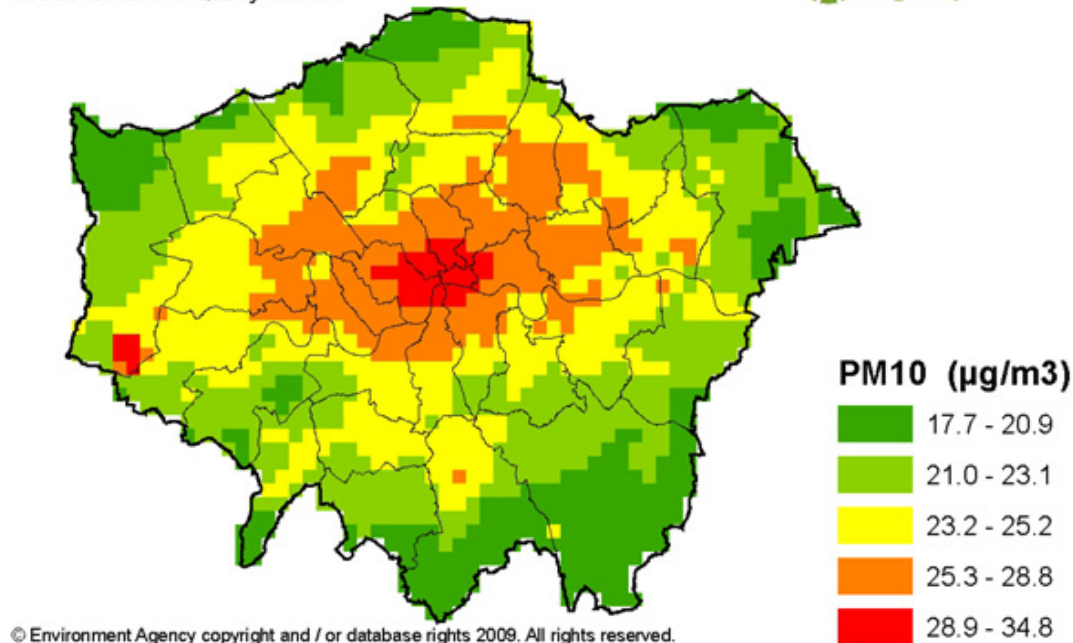 PM10 (µg/m3)
17.7 - 20.9
21.0 - 23.1
23.2 - 25.2
25.3 - 28.8
28.9 - 34.8
© Environment Agency copyright and / or database rights 2009. All rights reserved.